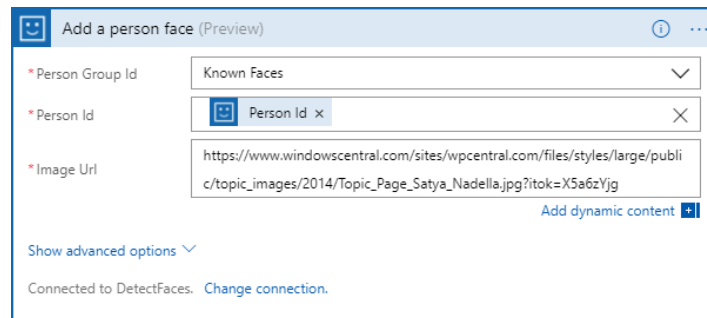 Add a person face (Preview)
* Person Group Id
Known Faces
* Person Id
Person Id ×
* Image Url
https://www.windowscentral.com/sites/wpcentral.com/files/styles/large/publi
c/topic_images/2014/Topic_Page_Satya_Nadella.jpg?itok=X5a6zYjg
Add dynamic content
Show advanced options
Connected to DetectFaces. Change connection.